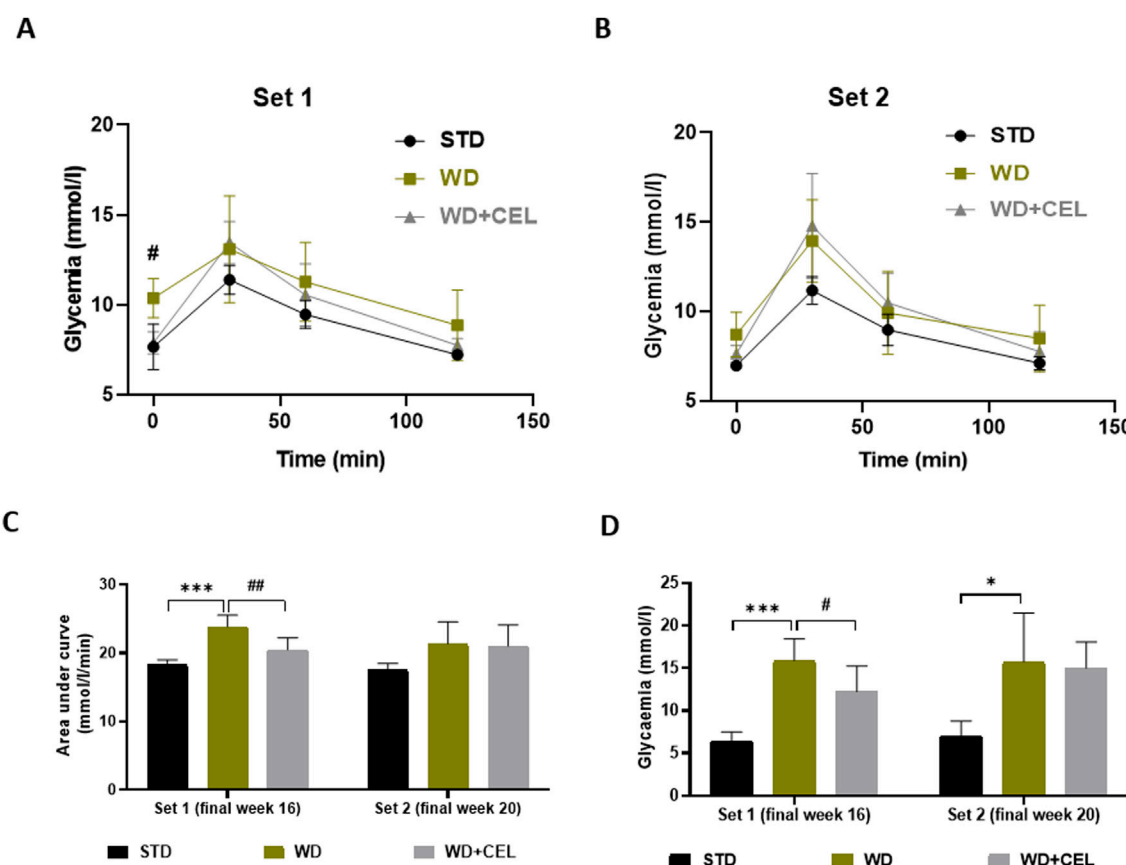 A
B
Set 1
Set 2
20
15
10
5
Glycemia (mmol/l)
0
50
100
150
Time (min)
#
STD
WD
WD+CEL
20
15
10
5
Glycemia (mmol/l)
0
50
100
150
Time (min)
STD
WD
WD+CEL
C
D
30
20
10
0
Area under curve
(mmol/l/min)
***
##
Set 1 (final week 16)
Set 2 (final week 20)
STD
WD
WD+CEL
25
20
15
10
5
0
Glycaemia (mmol/l)
***
#
*
Set 1 (final week 16)
Set 2 (final week 20)
STD
WD
WD+CEL